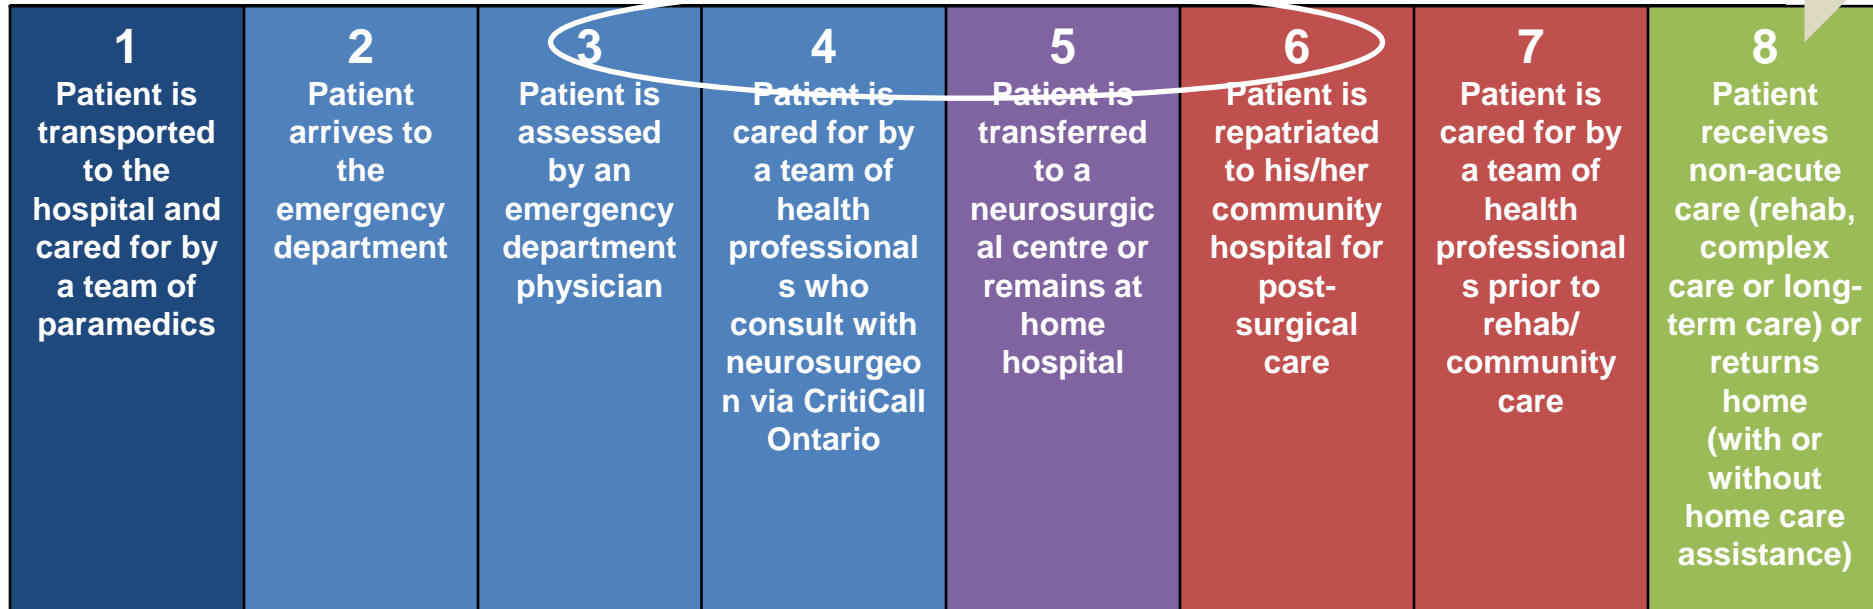 1
Patient is
transported
to the
hospital and
cared for by
a team of
paramedics
2
Patient
arrives to
the
emergency
department
3
Patient is
assessed
by an
emergency
department
physician
4
Patient is
cared for by
a team of
health
professional
s who
consult with
neurosurgeo
n via CritiCall
Ontario
5
Patient is
transferred
to a
neurosurgic
al centre or
remains at
home
hospital
6
Patient is
repatriated
to his/her
community
hospital for
post-
surgical
care
7
Patient is
cared for by
a team of
health
professional
s prior to
rehab/
community
care
8
Patient
receives
non-acute
care (rehab,
complex
care or long-
term care) or
returns
home
(with or
without
home care
assistance)